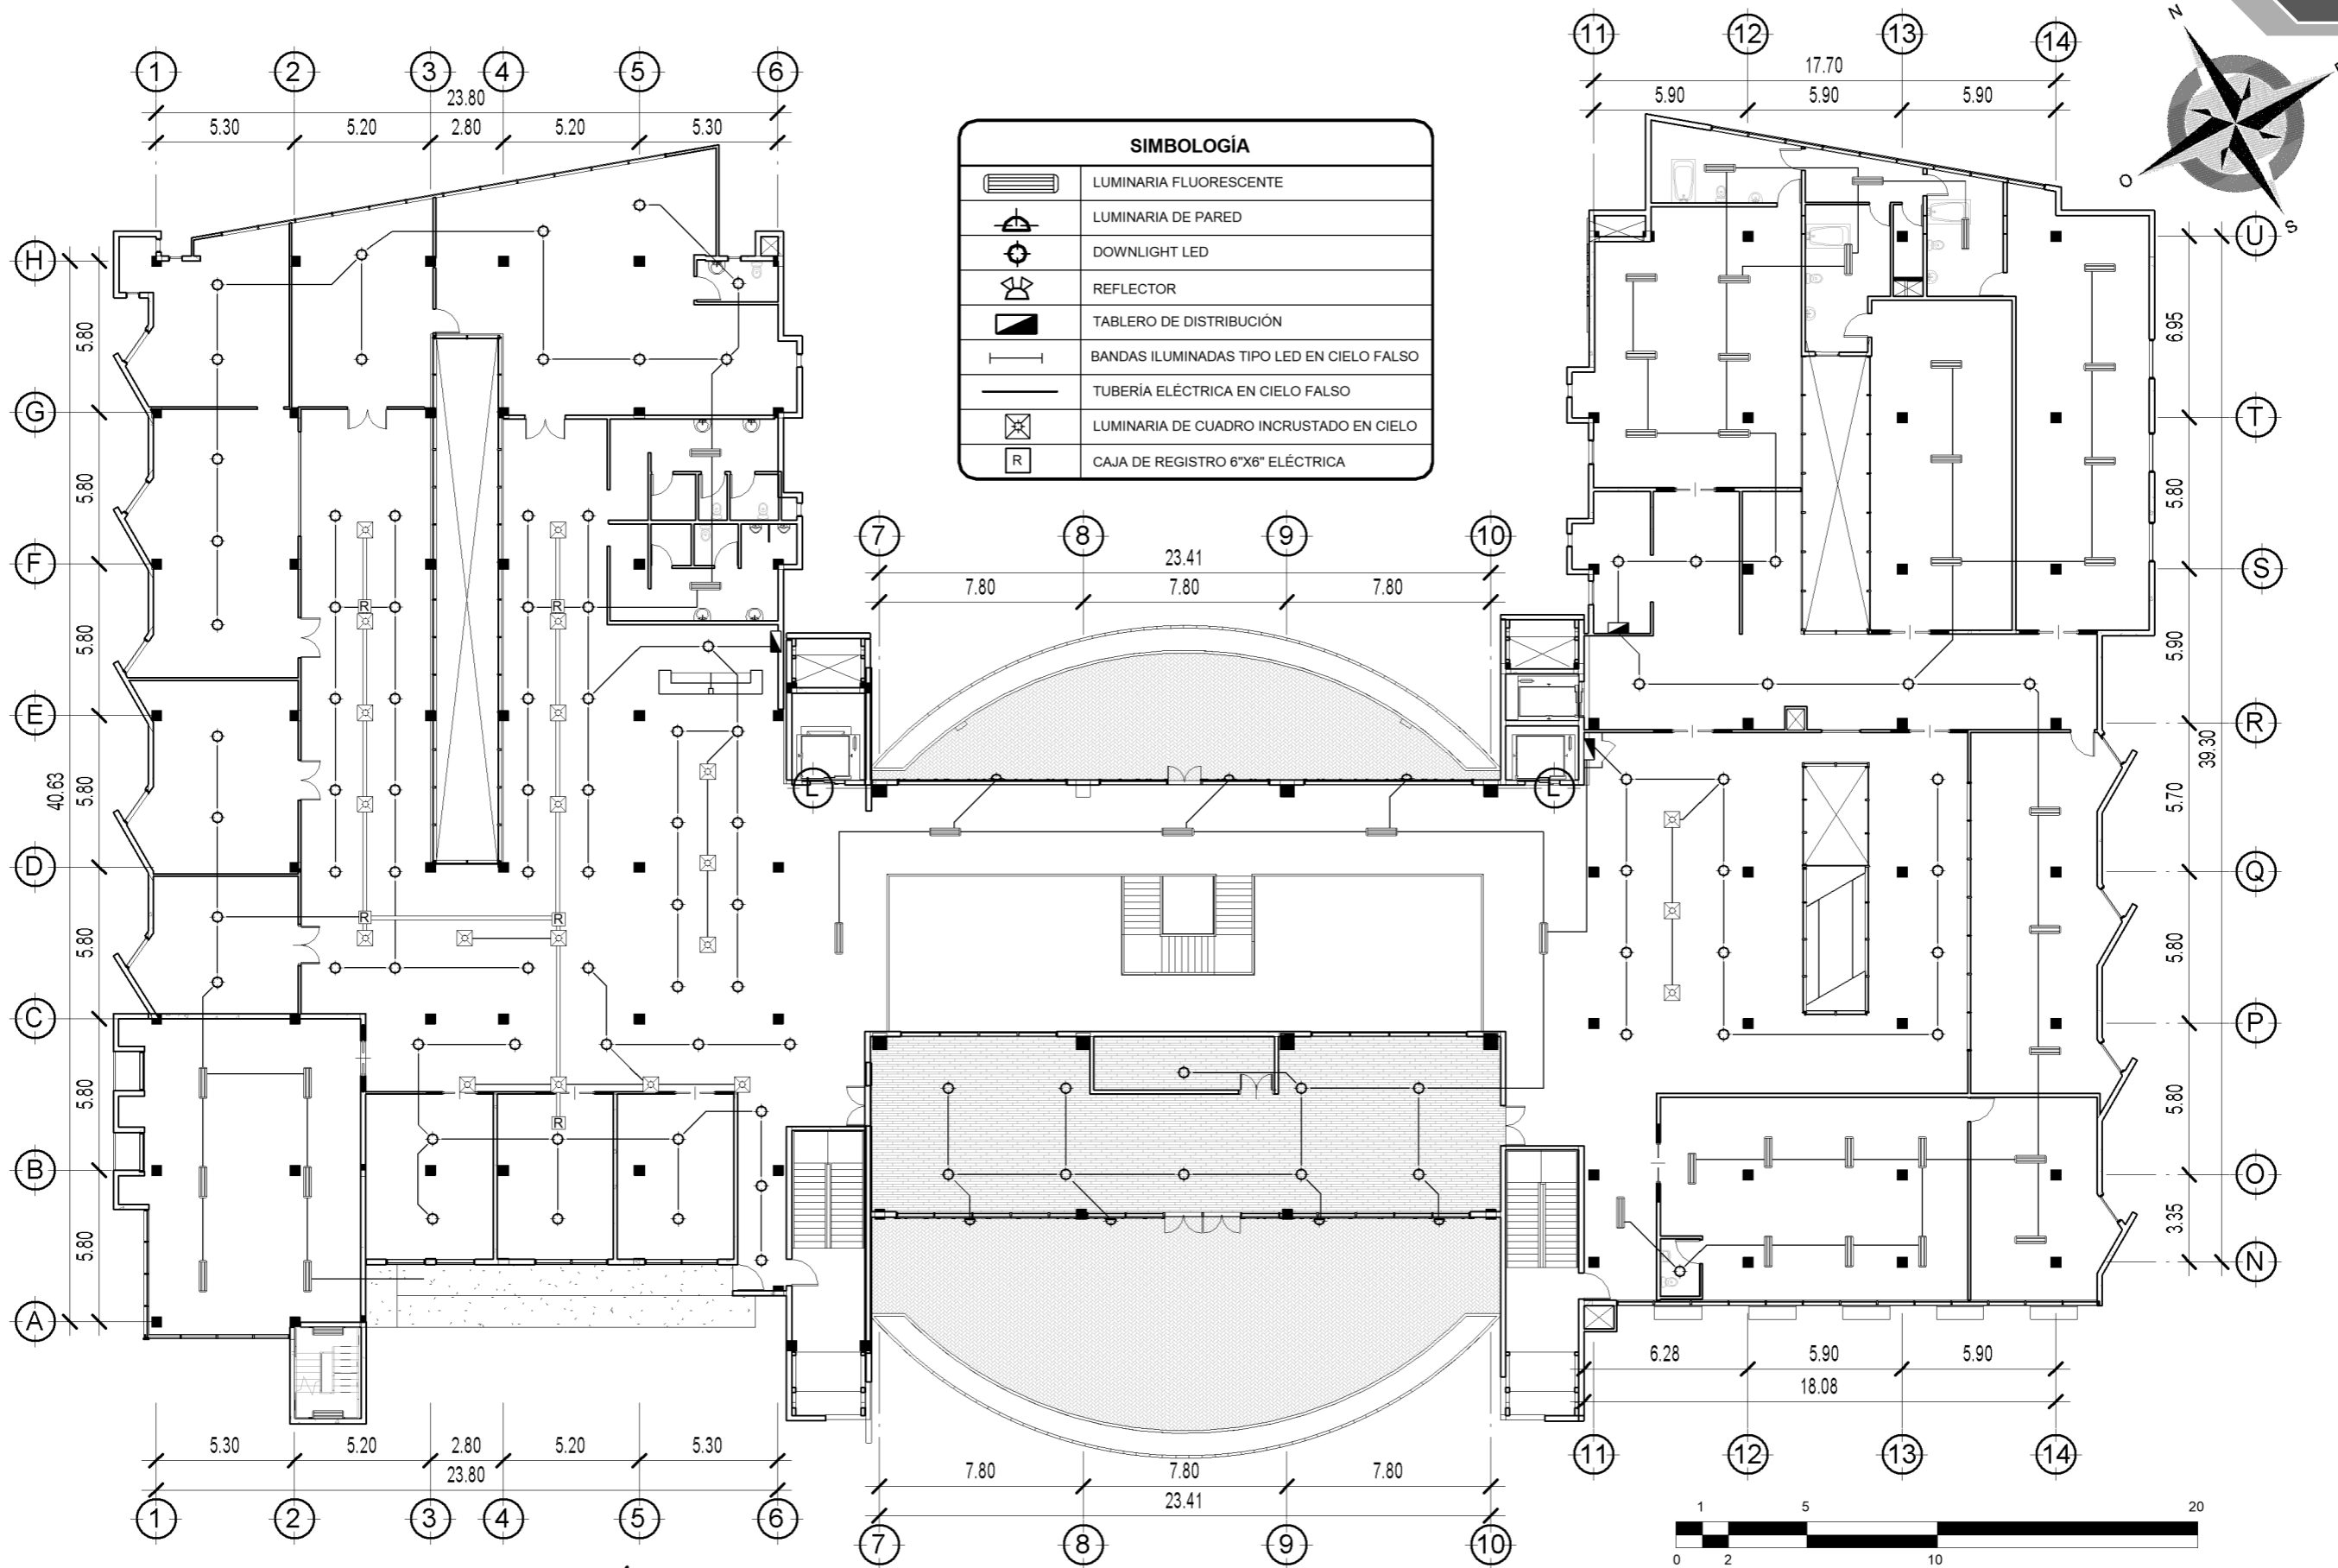 N
E
O
S
1 2 3 4 5 6
23.80
5.30 5.20 2.80 5.20 5.30
11 12 13 14
17.70
5.90 5.90 5.90
SIMBOLOGÍA
LUMINARIA FLUORESCENTE
LUMINARIA DE PARED
DOWNLIGHT LED
REFLECTOR
TABLERO DE DISTRIBUCIÓN
BANDAS ILUMINADAS TIPO LED EN CIELO FALSO
TUBERÍA ELÉCTRICA EN CIELO FALSO
LUMINARIA DE CUADRO INCRUSTADO EN CIELO
R CAJA DE REGISTRO 6"X6" ELÉCTRICA
H
5.80
G
5.80
F
5.80
E
40.63
5.80
D
5.80
C
5.80
B
5.80
A
R R
R R
R
7 8 9 10
23.41
7.80 7.80 7.80
L L
U
6.95
T
5.80
S
5.90
R
39.30
5.70
Q
5.80
P
5.80
O
3.35
N
5.30 5.20 2.80 5.20 5.30
23.80
1 2 3 4 5 6
7.80 7.80 7.80
23.41
7 8 9 10
6.28 5.90 5.90
18.08
11 12 13 14
1 5 20
0 2 10